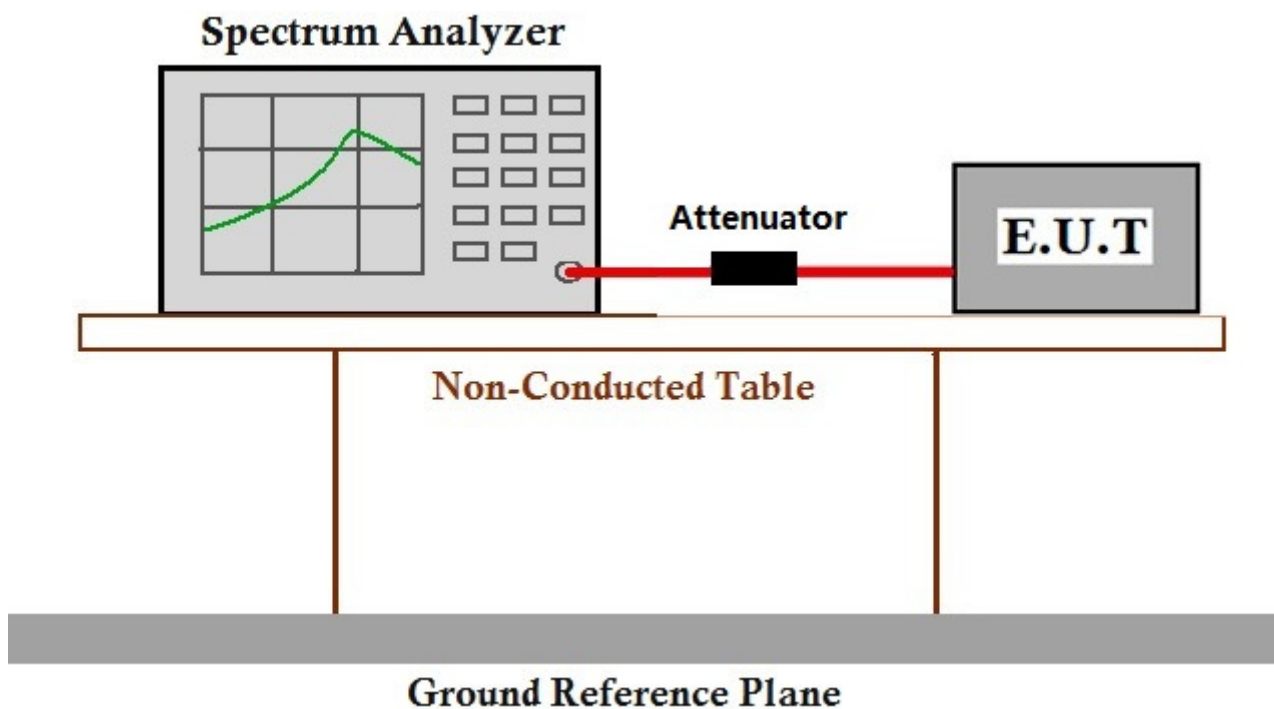 Spectrum Analyzer
Attenuator
E.U.T
Non-Conducted Table
Ground Reference Plane